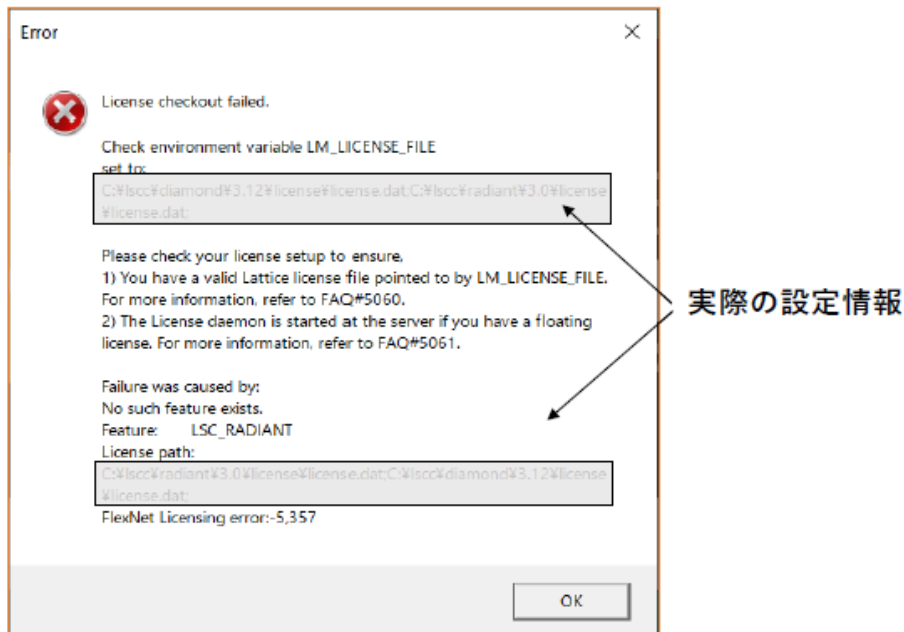 Error
License checkout failed.
Check environment variable LM_LIICENSE_FILE
set to:
C:¥lscc¥diamond¥3.12¥license¥license.dat;C:¥lscc¥radiant¥3.0¥license
¥license.dat;
Please check your license setup to ensure,
1) You have a valid Lattice license file pointed to by LM_LICENSE_FILE.
For more information, refer to FAQ#5060.
2) The License daemon is started at the server if you have a floating
license. For more information, refer to FAQ#5061.
実際の設定情報
Failure was caused by:
No such feature exists.
Feature: LSC_RADIANT
License path:
C:¥lscc¥radiant¥3.0¥license¥license.dat;C:¥lscc¥diamond¥3.12¥license
¥license.dat;
FlexNet Licensing error:-5,357
OK